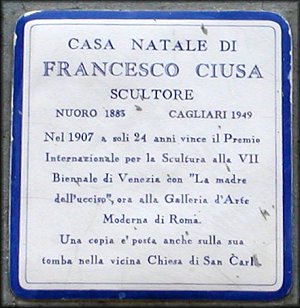 CASA NATALE DI
FRANCESCO CIUSA
SCULTORE
NUORO 1883 CAGLIARI 1949
Nel 1907 a soli 24 anni vince il Premio
Internazionale per la Scultura alla VII
Biennale di Venezia con "La madre
dell'ucciso", ora alla Galleria d'Arte
Moderna di Roma.
Una copia e' posta anche sulla sua
tomba nella vicina Chiesa di San Carl